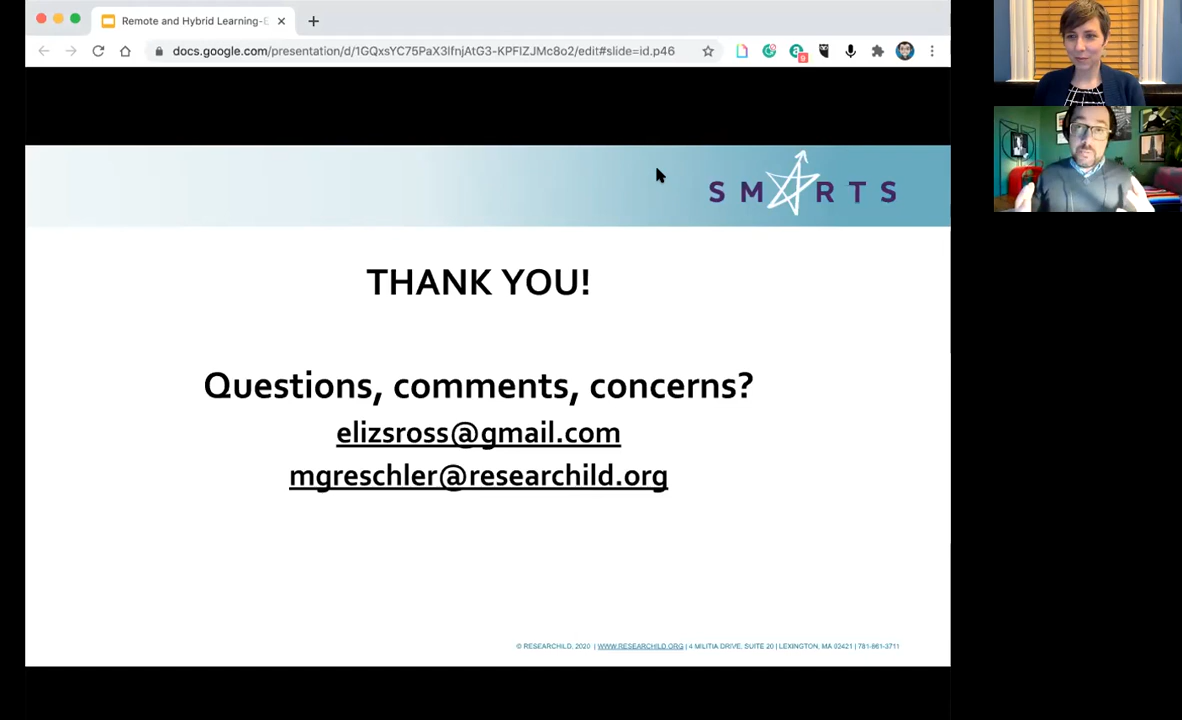 Remote and Hybrid Learning-E
docs.google.com/presentation/d/1GQxsYC75PaX3IfnjAtG3-KPFIZJMc8o2/edit#slide=id.p46
SMARTS
THANK YOU!
Questions, comments, concerns?
elizsross@gmail.com
mgreschler@researchild.org
© RESEARCHILD, 2020 | WWW.RESEARCHILD.ORG | 4 MILITIA DRIVE, SUITE 20 | LEXINGTON, MA 02421 | 781-861-3711